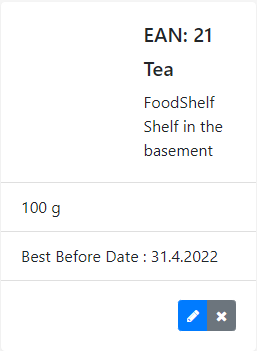 EAN: 21
Tea
FoodShelf
Shelf in the
basement
100 g
Best Before Date : 31.4.2022